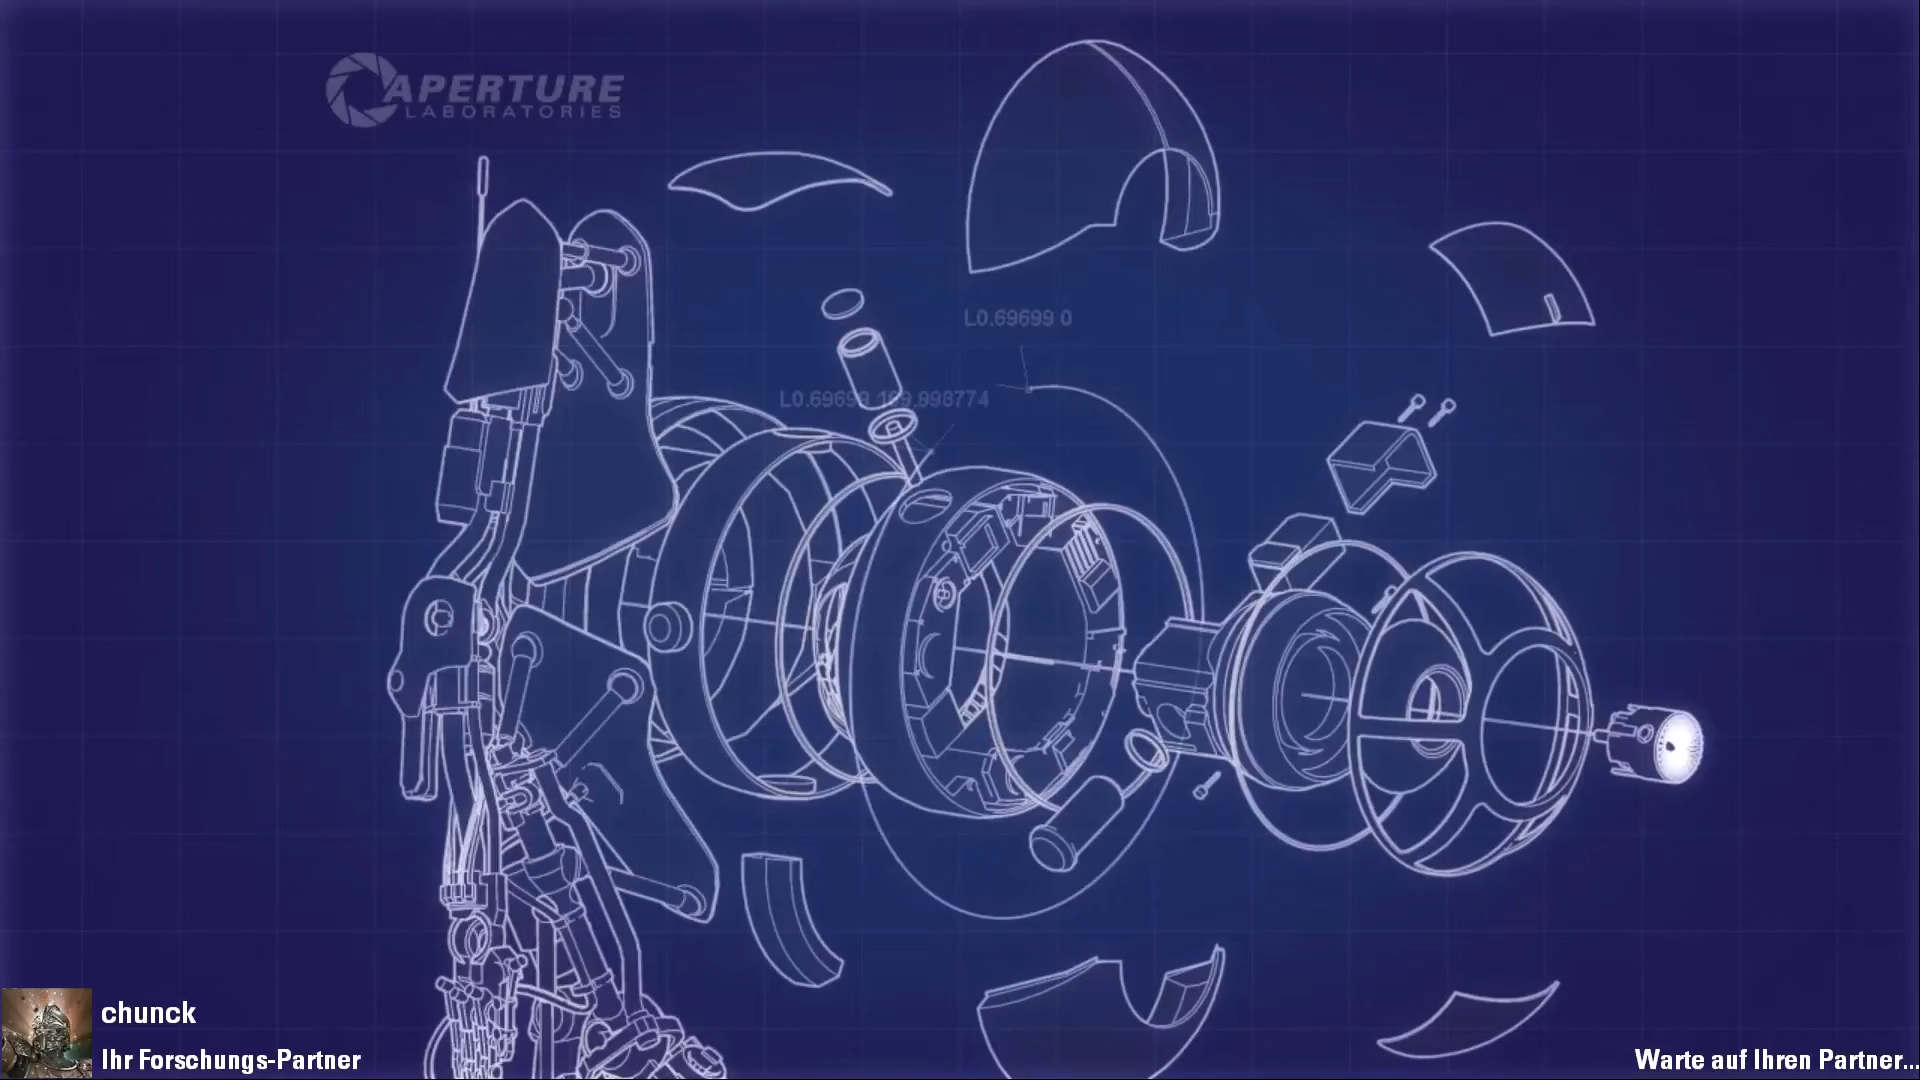 APERTURE
LABORATORIES
L0.69699 0
chunck
Ihr Forschungs-Partner
Warte auf Ihren Partner...